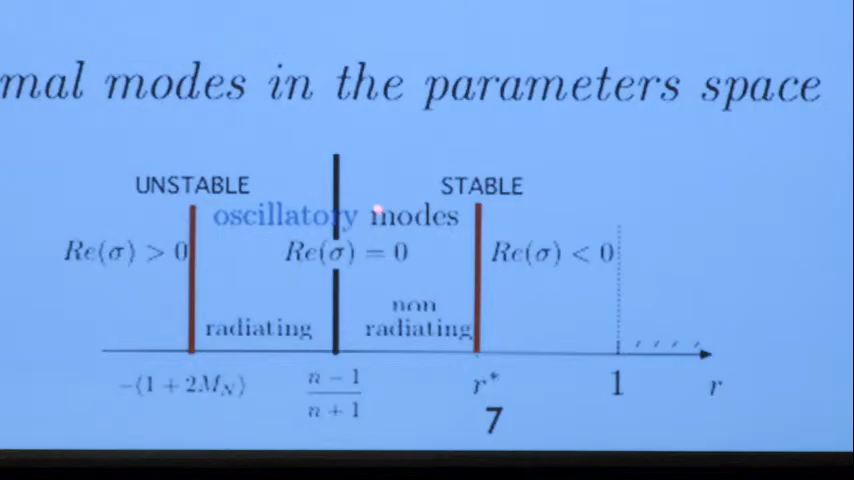 mal modes in the parameters space
UNSTABLE
STABLE
oscillatory modes
Re(σ) > 0
Re(σ) = 0
Re(σ) < 0
radiating
non
radiating
-(1 + 2M_N)
n - 1
n + 1
r*
1
r
7